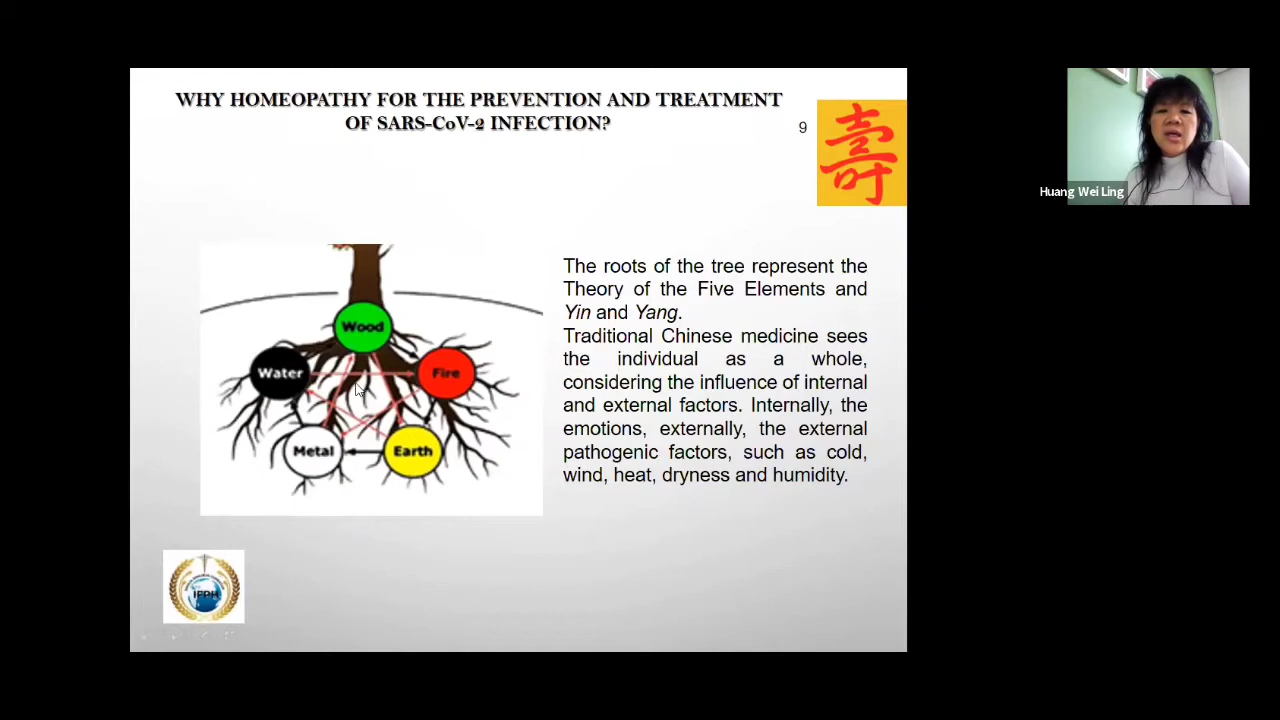 WHY HOMEOPATHY FOR THE PREVENTION AND TREATMENT
OF SARS-CoV-2 INFECTION?
9
壽
Huang Wei Ling
The roots of the tree represent the
Theory of the Five Elements and
Yin and Yang.
Traditional Chinese medicine sees
the individual as a whole,
considering the influence of internal
and external factors. Internally, the
emotions, externally, the external
pathogenic factors, such as cold,
wind, heat, dryness and humidity.
Wood
Water
Fire
Metal
Earth
IFPH